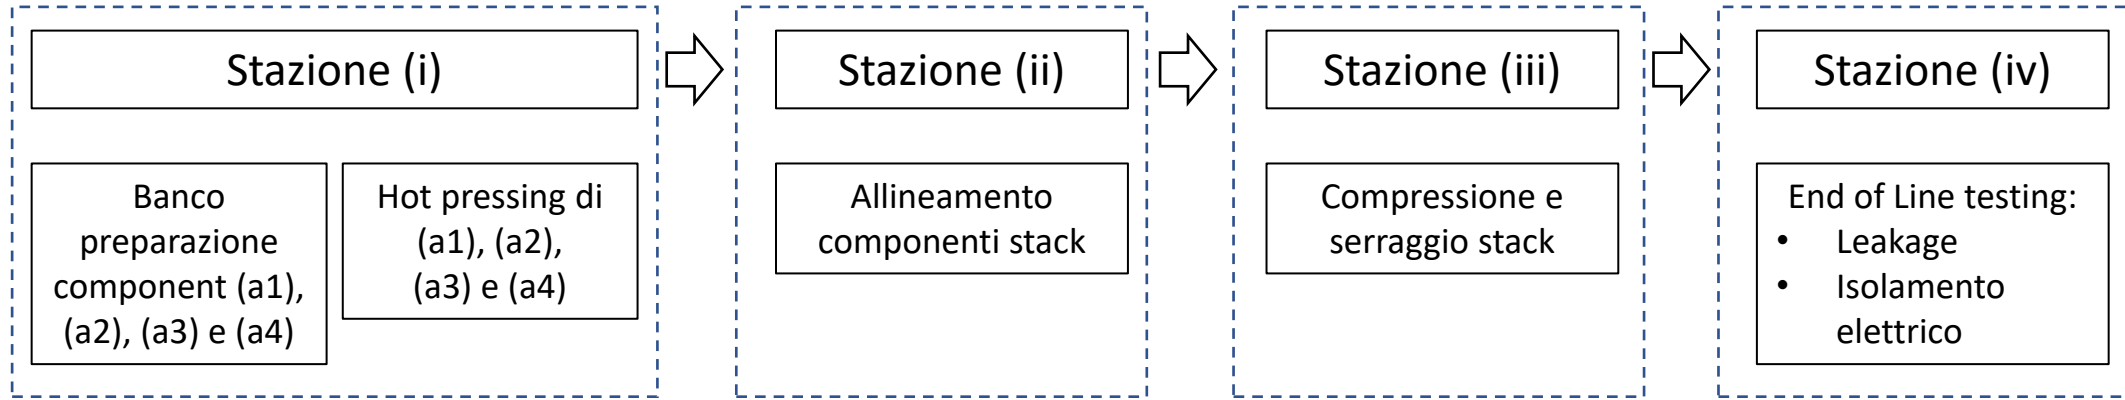 Stazione (i)
Banco
preparazione
component (a1),
(a2), (a3) e (a4)
Hot pressing di
(a1), (a2),
(a3) e (a4)
Stazione (ii)
Allineamento
componenti stack
Stazione (iii)
Compressione e
serraggio stack
Stazione (iv)
End of Line testing:
• Leakage
• Isolamento
elettrico